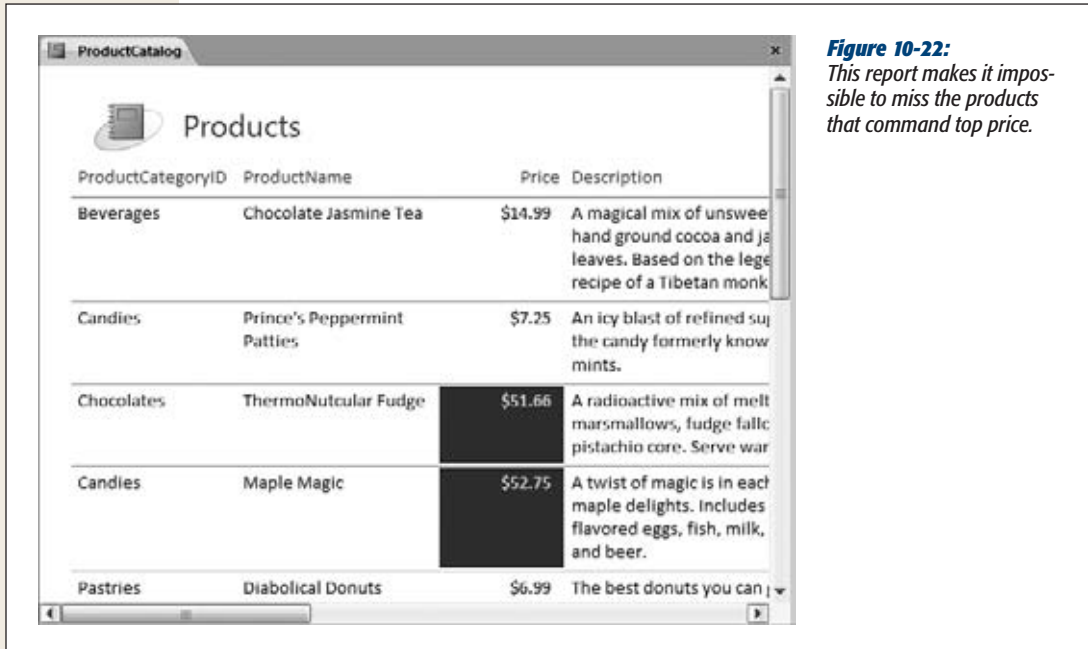 ProductCatalog
Products
ProductCategoryID ProductName Price Description
Beverages Chocolate Jasmine Tea $14.99 A magical mix of unsweet
hand ground cocoa and ja
leaves. Based on the lege
recipe of a Tibetan monk
Candies Prince's Peppermint $7.25 An icy blast of refined sug
Patties the candy formerly know
mints.
Chocolates ThermoNutcular Fudge $51.66 A radioactive mix of melt
marsmallows, fudge fallo
pistachio core. Serve war
Candies Maple Magic $52.75 A twist of magic is in each
maple delights. Includes
flavored eggs, fish, milk,
and beer.
Pastries Diabolical Donuts $6.99 The best donuts you can
Figure 10-22:
This report makes it impos-
sible to miss the products
that command top price.